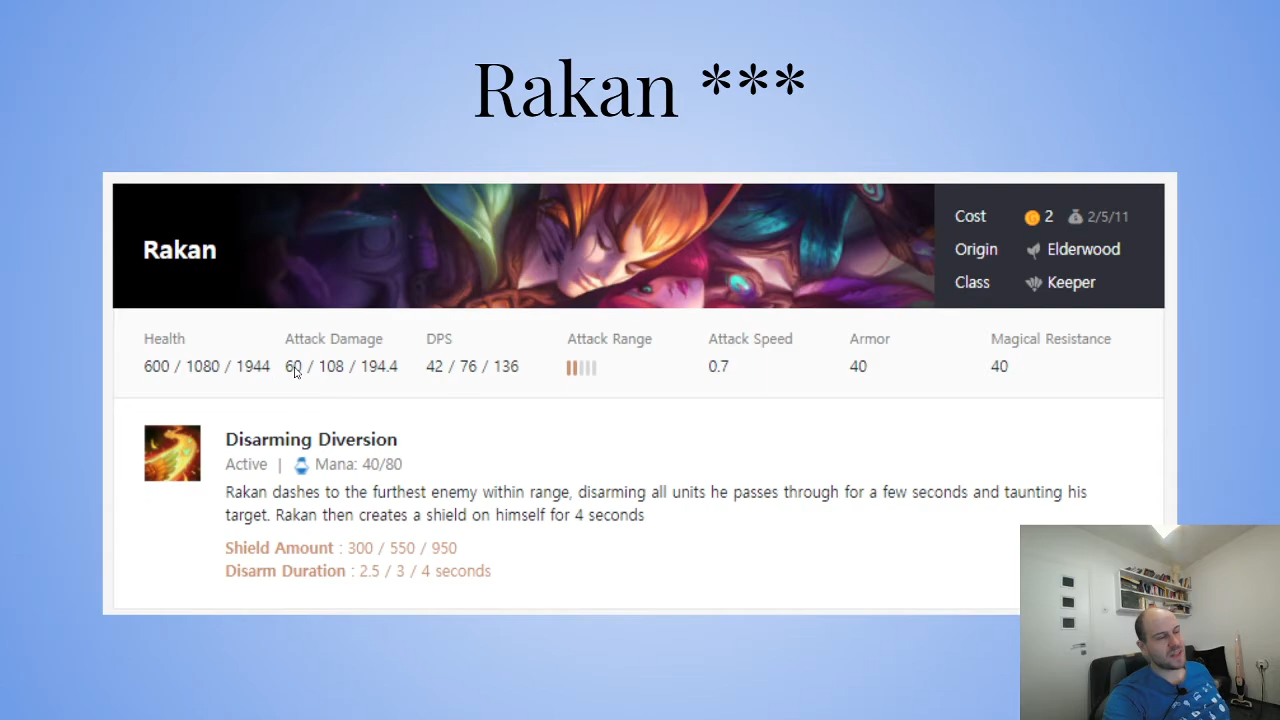 Rakan ***
Rakan
Cost 2 2/5/11
Origin Elderwood
Class Keeper
Health Attack Damage DPS Attack Range Attack Speed Armor Magical Resistance
600 / 1080 / 1944 60 / 108 / 194.4 42 / 76 / 136 0.7 40 40
Disarming Diversion
Active | Mana: 40/80
Rakan dashes to the furthest enemy within range, disarming all units he passes through for a few seconds and taunting his
target. Rakan then creates a shield on himself for 4 seconds
Shield Amount : 300 / 550 / 950
Disarm Duration : 2.5 / 3 / 4 seconds